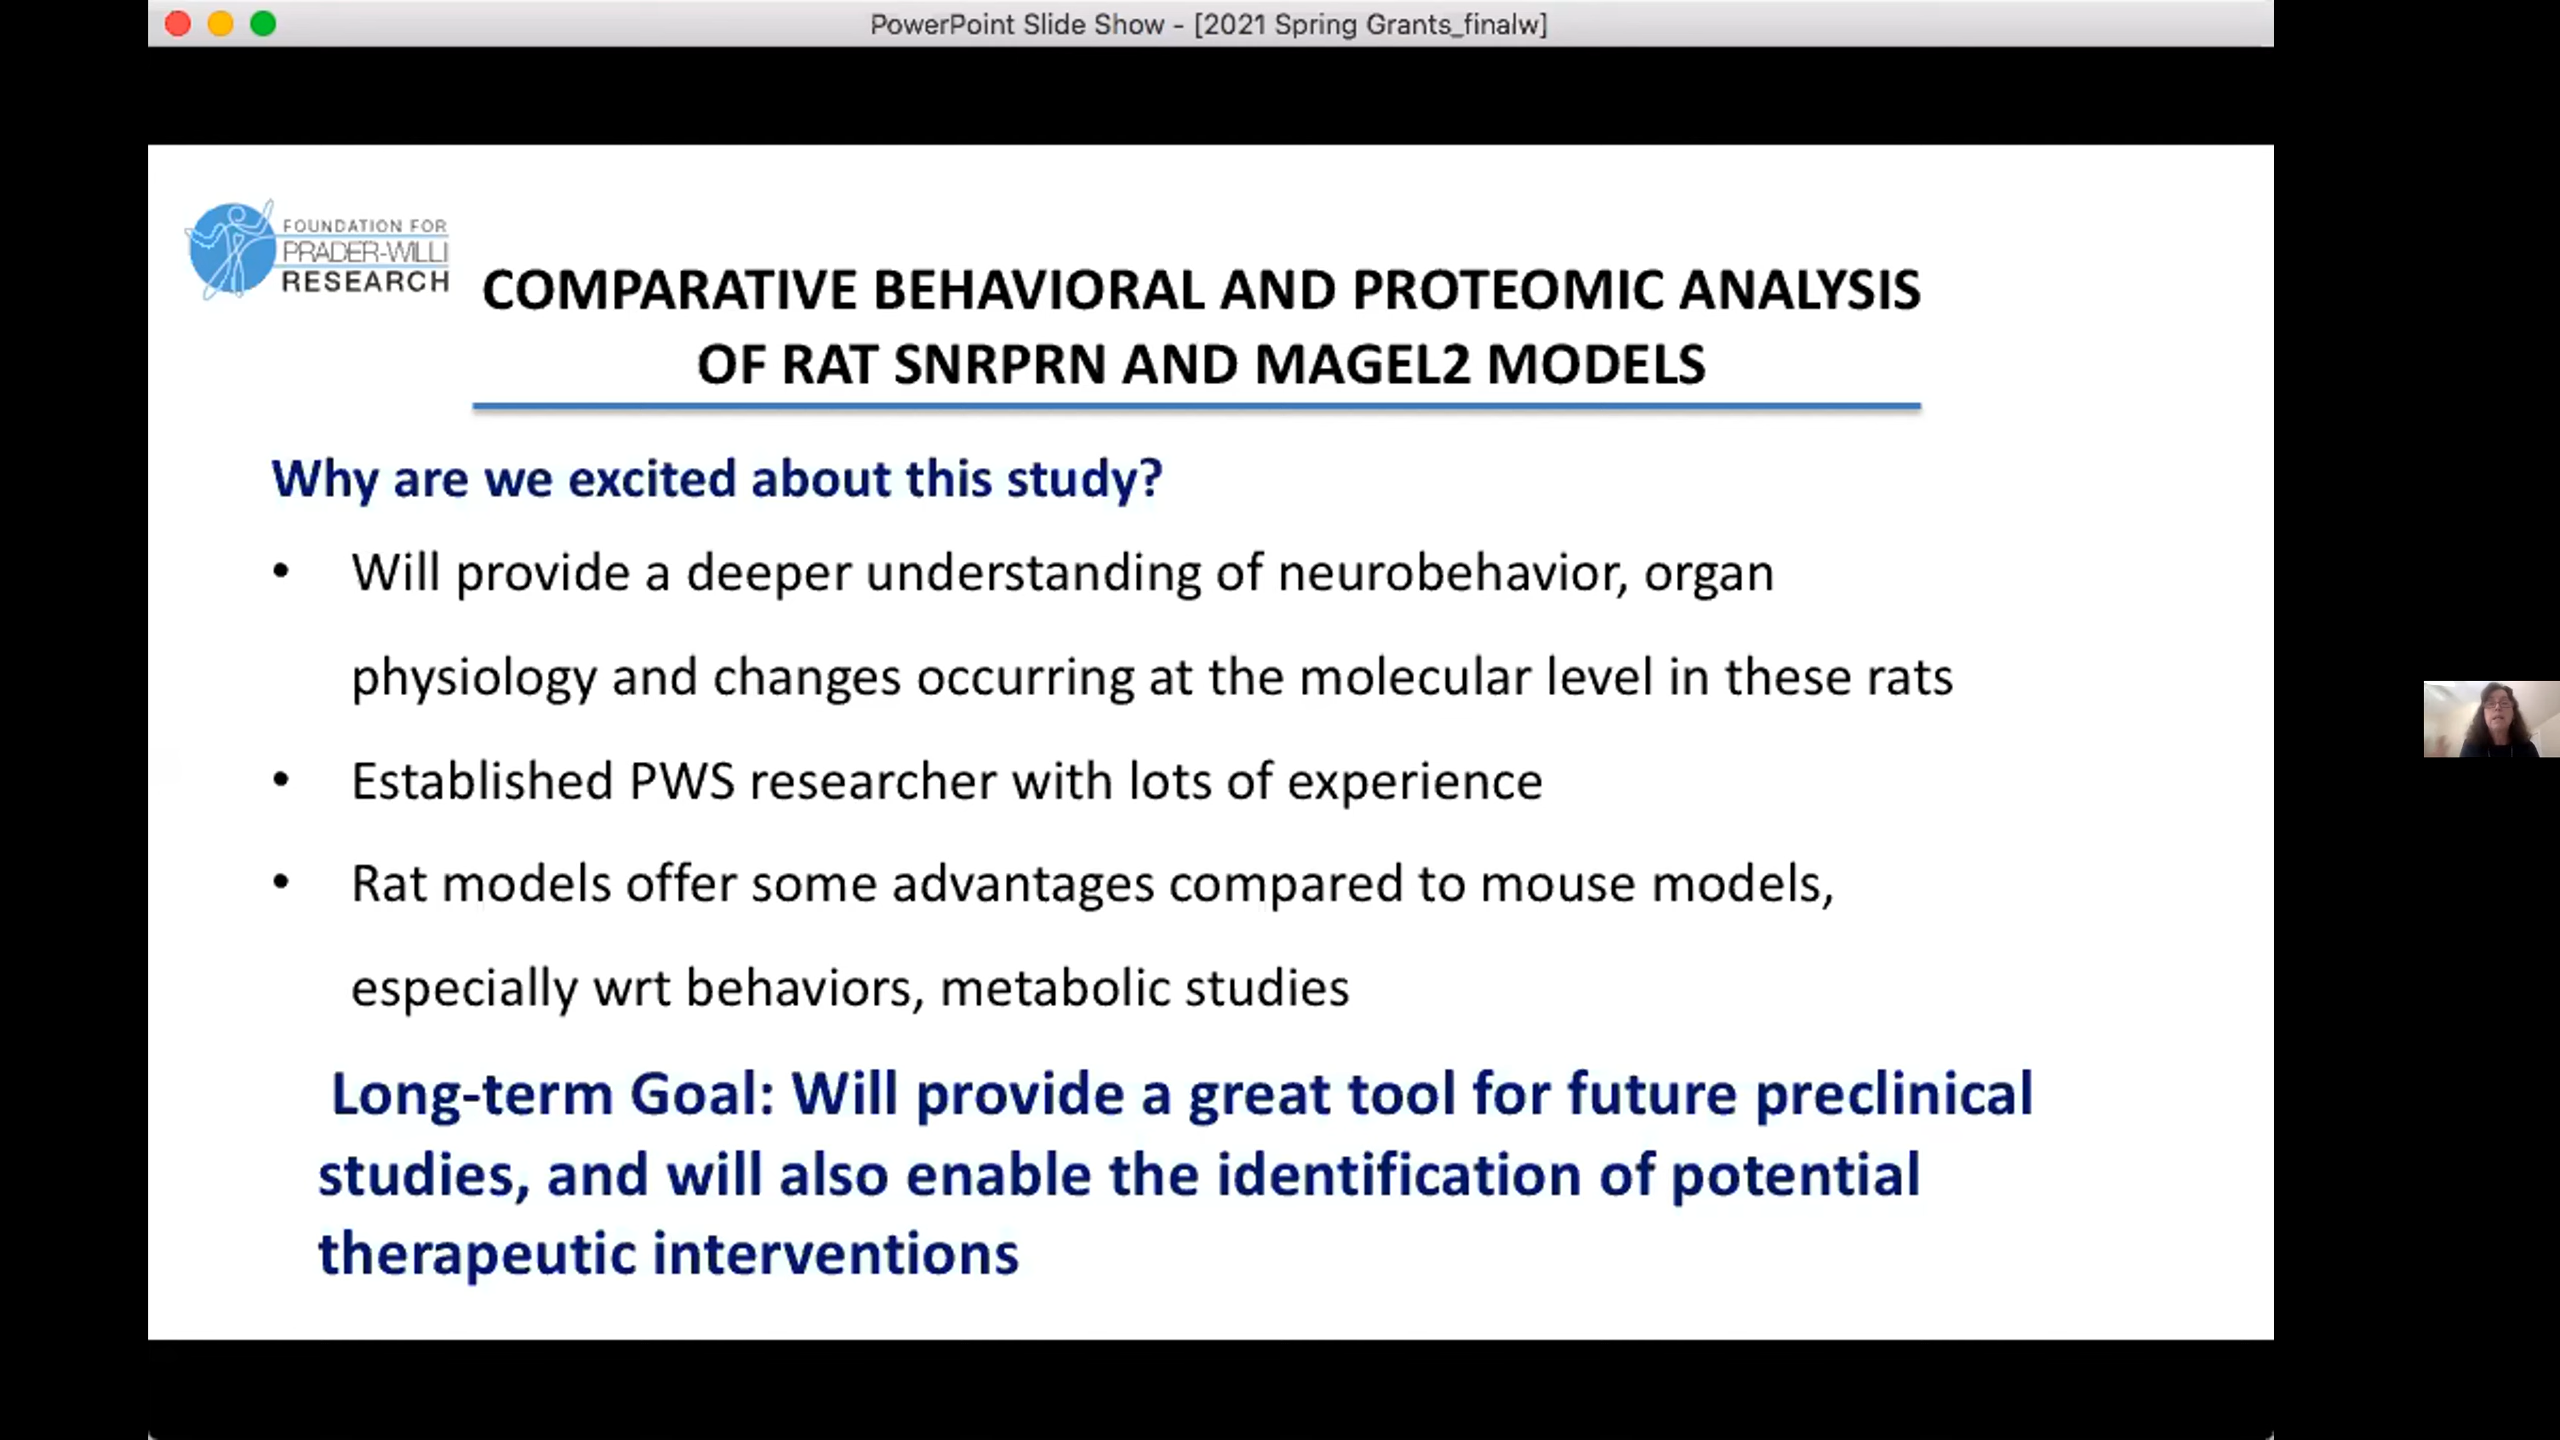 PowerPoint Slide Show - [2021 Spring Grants_finalw]
FOUNDATION FOR
PRADER-WILLI
RESEARCH
COMPARATIVE BEHAVIORAL AND PROTEOMIC ANALYSIS
OF RAT SNRPRN AND MAGEL2 MODELS
Why are we excited about this study?
• Will provide a deeper understanding of neurobehavior, organ
physiology and changes occurring at the molecular level in these rats
• Established PWS researcher with lots of experience
• Rat models offer some advantages compared to mouse models,
especially wrt behaviors, metabolic studies
Long-term Goal: Will provide a great tool for future preclinical
studies, and will also enable the identification of potential
therapeutic interventions